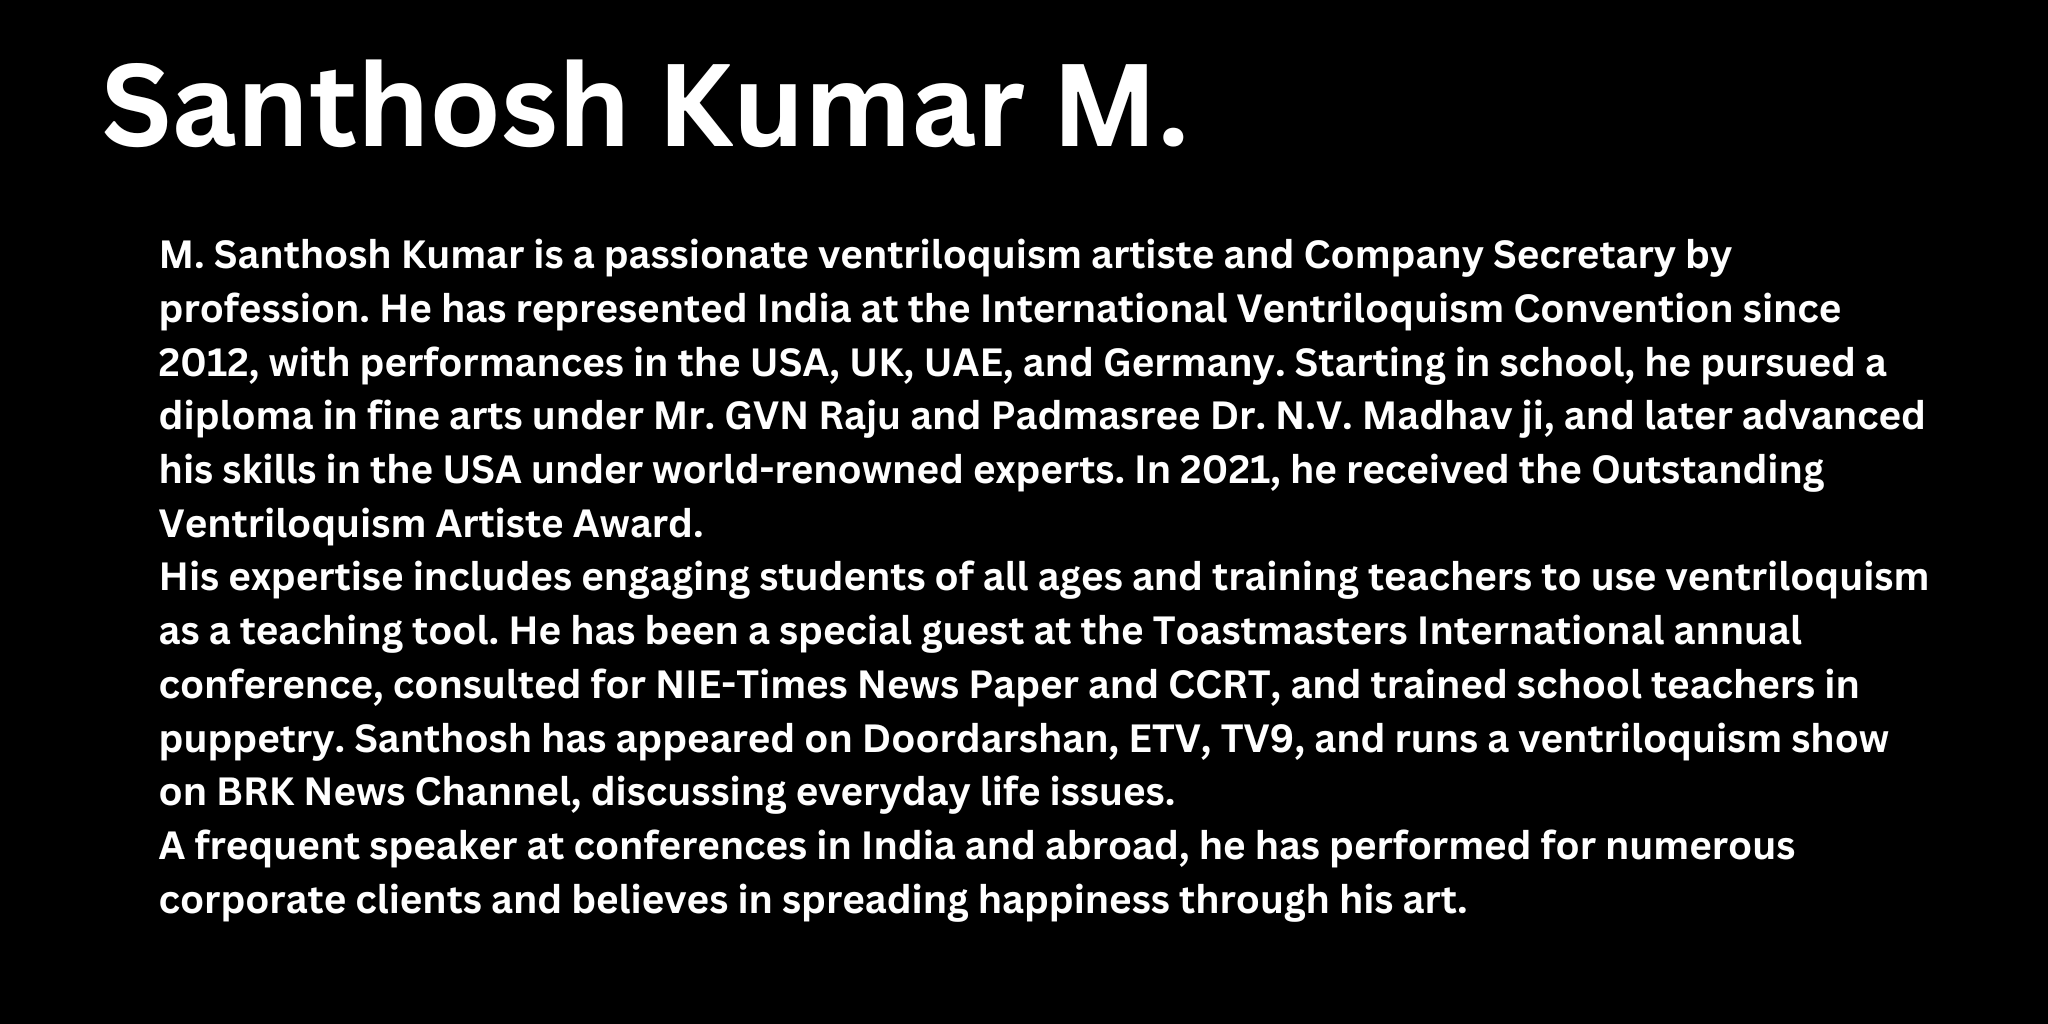 Santhosh Kumar M.
M. Santhosh Kumar is a passionate ventriloquism artiste and Company Secretary by
profession. He has represented India at the International Ventriloquism Convention since
2012, with performances in the USA, UK, UAE, and Germany. Starting in school, he pursued a
diploma in fine arts under Mr. GVN Raju and Padmasree Dr. N.V. Madhav ji, and later advanced
his skills in the USA under world-renowned experts. In 2021, he received the Outstanding
Ventriloquism Artiste Award.
His expertise includes engaging students of all ages and training teachers to use ventriloquism
as a teaching tool. He has been a special guest at the Toastmasters International annual
conference, consulted for NIE-Times News Paper and CCRT, and trained school teachers in
puppetry. Santhosh has appeared on Doordarshan, ETV, TV9, and runs a ventriloquism show
on BRK News Channel, discussing everyday life issues.
A frequent speaker at conferences in India and abroad, he has performed for numerous
corporate clients and believes in spreading happiness through his art.